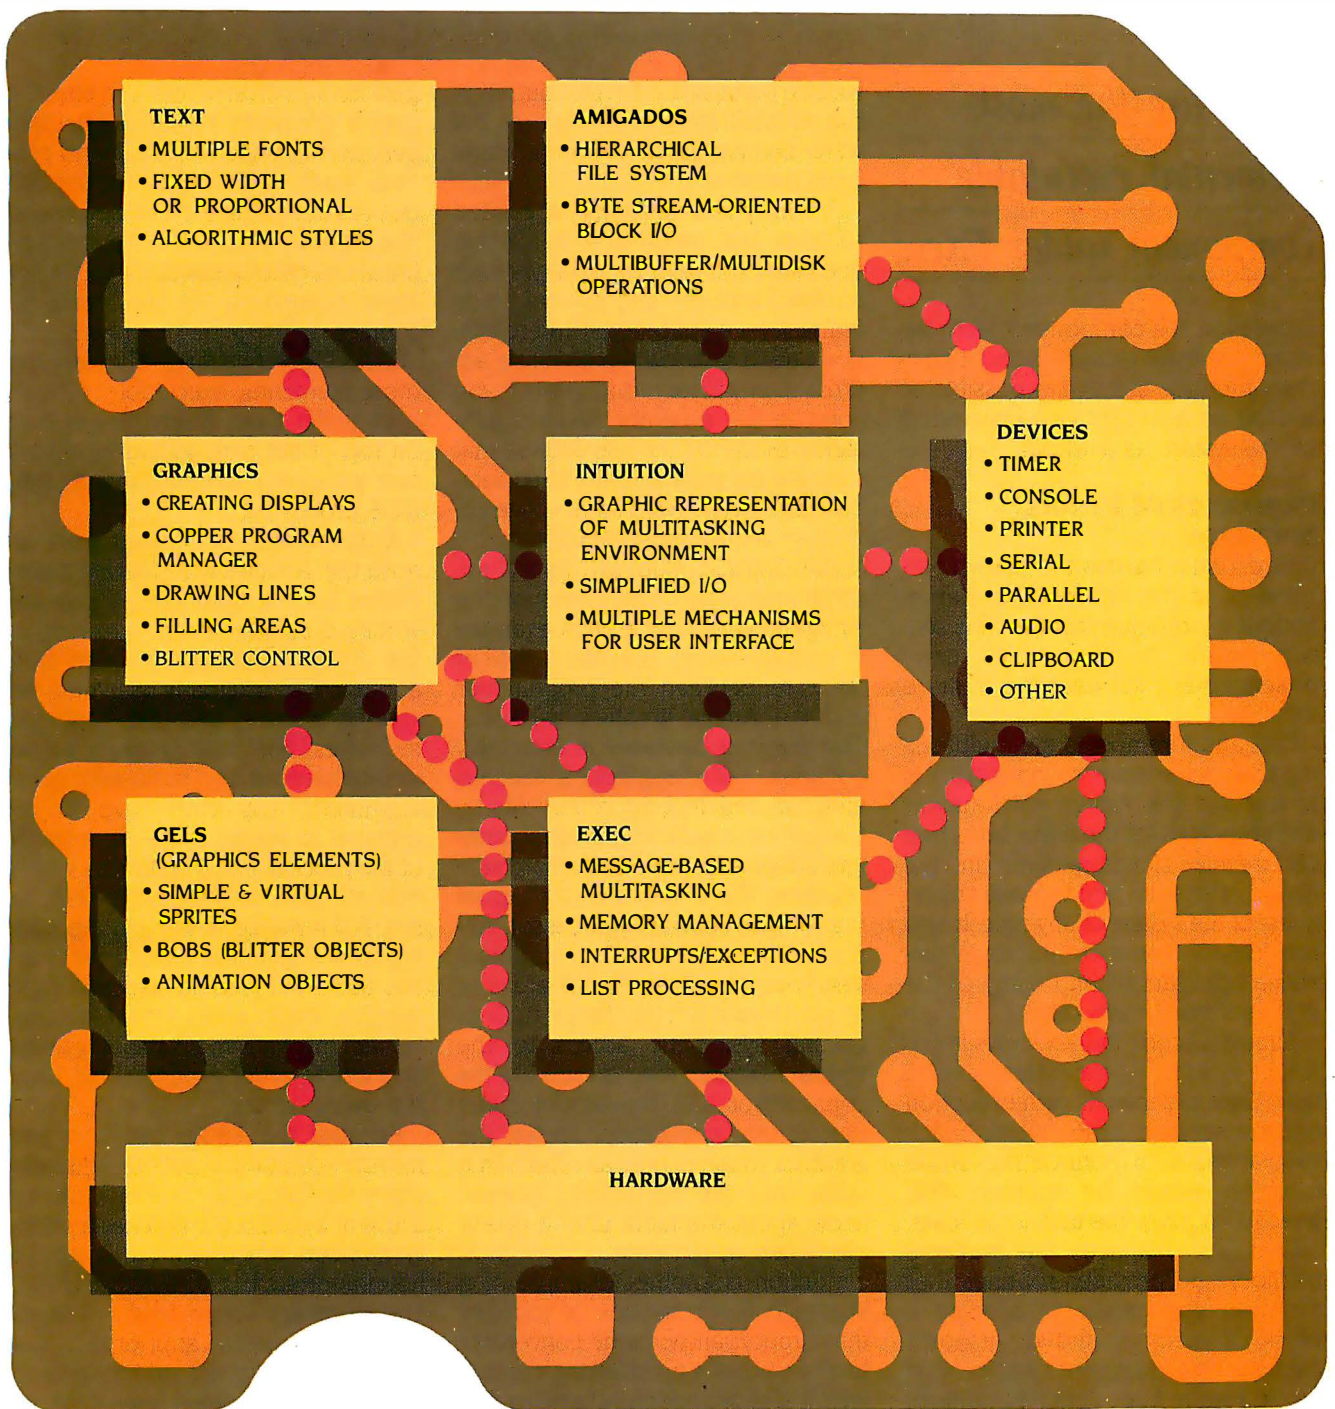 TEXT
• MULTIPLE FONTS
• FIXED WIDTH
OR PROPORTIONAL
• ALGORITHMIC STYLES
AMIGADOS
• HIERARCHICAL
FILE SYSTEM
• BYTE STREAM-ORIENTED
BLOCK I/O
• MULTIBUFFER/MULTIDISK
OPERATIONS
GRAPHICS
• CREATING DISPLAYS
• COPPER PROGRAM
MANAGER
• DRAWING LINES
• FILLING AREAS
• BLITTER CONTROL
INTUITION
• GRAPHIC REPRESENTATION
OF MULTITASKING
ENVIRONMENT
• SIMPLIFIED I/O
• MULTIPLE MECHANISMS
FOR USER INTERFACE
DEVICES
• TIMER
• CONSOLE
• PRINTER
• SERIAL
• PARALLEL
• AUDIO
• CLIPBOARD
• OTHER
GELS
(GRAPHICS ELEMENTS)
• SIMPLE & VIRTUAL
SPRITES
• BOBS (BLITTER OBJECTS)
• ANIMATION OBJECTS
EXEC
• MESSAGE-BASED
MULTITASKING
• MEMORY MANAGEMENT
• INTERRUPTS/EXCEPTIONS
• LIST PROCESSING
HARDWARE